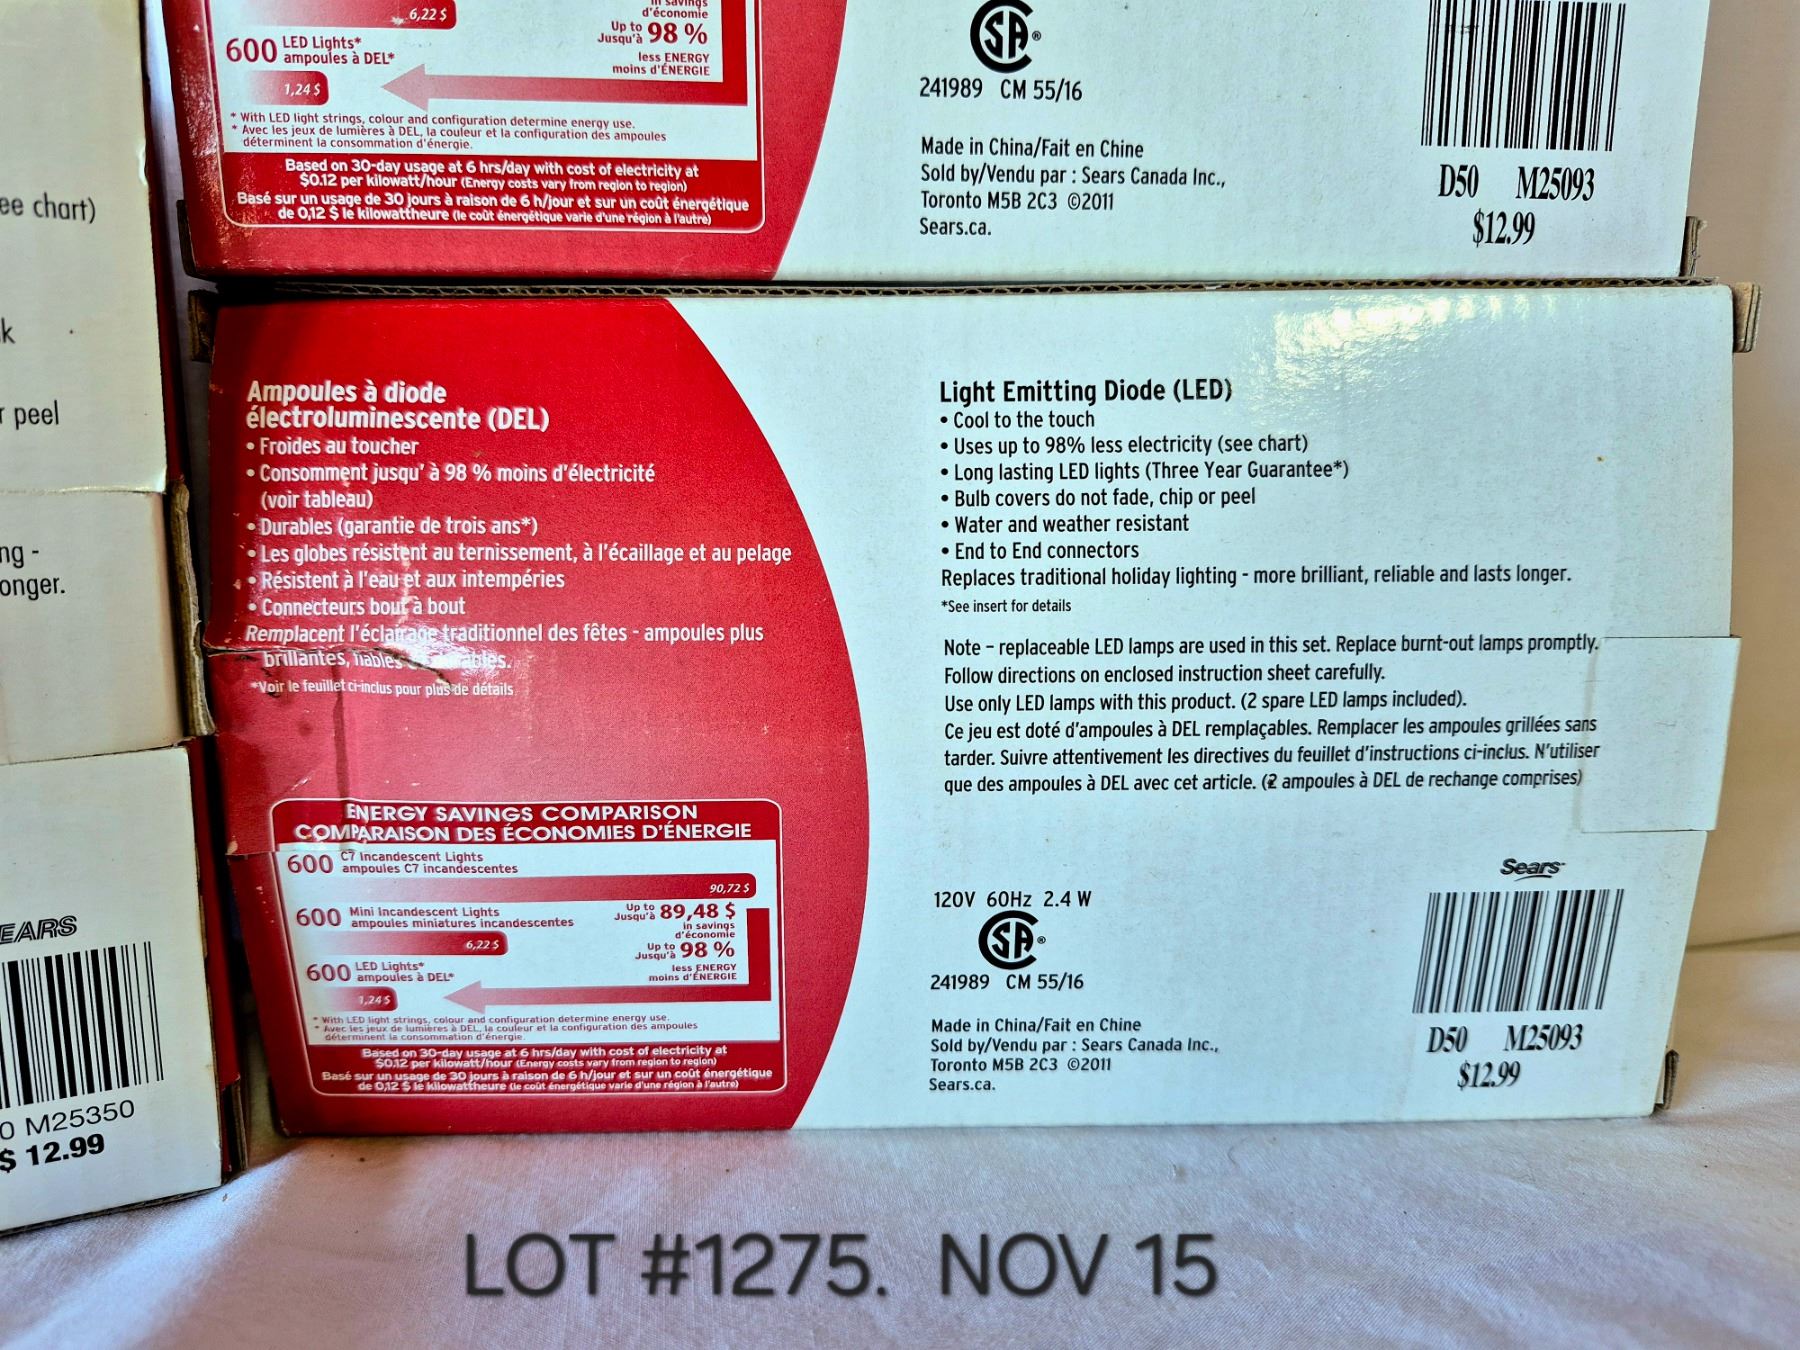 ee chart)
k
r peel
ng -
onger.
EARS
0 M25350
$ 12.99
6,22 $
in savings
d'économie
Up to
Jusqu'à 98 %
less ENERGY
moins d'ÉNERGIE
600 LED Lights*
ampoules à DEL*
1,24 $
* With LED light strings, colour and configuration determine energy use.
* Avec les jeux de lumières à DEL, la couleur et la configuration des ampoules
déterminent la consommation d'énergie.
Based on 30-day usage at 6 hrs/day with cost of electricity at
$0.12 per kilowatt/hour (Energy costs vary from region to region)
Basé sur un usage de 30 jours à raison de 6 h/jour et sur un coût énergétique
de 0,12 $ le kilowattheure (le coût énergétique varie d'une région à l'autre)
CSA®
241989 CM 55/16
Made in China/Fait en Chine
Sold by/Vendu par : Sears Canada Inc.,
Toronto M5B 2C3 ©2011
Sears.ca.
D50 M25093
$12.99
Ampoules à diode
électroluminescente (DEL)
• Froides au toucher
• Consomment jusqu' à 98 % moins d'électricité
(voir tableau)
• Durables (garantie de trois ans*)
• Les globes résistent au ternissement, à l'écaillage et au pelage
• Résistent à l'eau et aux intempéries
• Connecteurs bout à bout
Remplacent l'éclairage traditionnel des fêtes - ampoules plus
brillantes, fiables
*Voir le feuillet ci-inclus pour plus de détails
ENERGY SAVINGS COMPARISON
COMPARAISON DES ÉCONOMIES D'ÉNERGIE
600 C7 Incandescent Lights
ampoules C7 incandescentes
90,72 $
600 Mini Incandescent Lights
ampoules miniatures incandescentes
6,22 $
Up to
Jusqu'à 89,48 $
in savings
d'économie
Up to
Jusqu'à 98 %
less ENERGY
moins d'ÉNERGIE
600 LED Lights*
ampoules à DEL*
1,24 $
* With LED light strings, colour and configuration determine energy use.
* Avec les jeux de lumières à DEL, la couleur et la configuration des ampoules
déterminent la consommation d'énergie.
Based on 30-day usage at 6 hrs/day with cost of electricity at
$0.12 per kilowatt/hour (Energy costs vary from region to region)
Basé sur un usage de 30 jours à raison de 6 h/jour et sur un coût énergétique
de 0,12 $ le kilowattheure (le coût énergétique varie d'une région à l'autre)
Light Emitting Diode (LED)
• Cool to the touch
• Uses up to 98% less electricity (see chart)
• Long lasting LED lights (Three Year Guarantee*)
• Bulb covers do not fade, chip or peel
• Water and weather resistant
• End to End connectors
Replaces traditional holiday lighting - more brilliant, reliable and lasts longer.
*See insert for details
Note – replaceable LED lamps are used in this set. Replace burnt-out lamps promptly.
Follow directions on enclosed instruction sheet carefully.
Use only LED lamps with this product. (2 spare LED lamps included).
Ce jeu est doté d'ampoules à DEL remplaçables. Remplacer les ampoules grillées sans
tarder. Suivre attentivement les directives du feuillet d'instructions ci-inclus. N'utiliser
que des ampoules à DEL avec cet article. (2 ampoules à DEL de rechange comprises)
120V 60Hz 2.4 W
CSA®
241989 CM 55/16
Made in China/Fait en Chine
Sold by/Vendu par : Sears Canada Inc.,
Toronto M5B 2C3 ©2011
Sears.ca.
Sears
D50 M25093
$12.99
LOT #1275. NOV 15